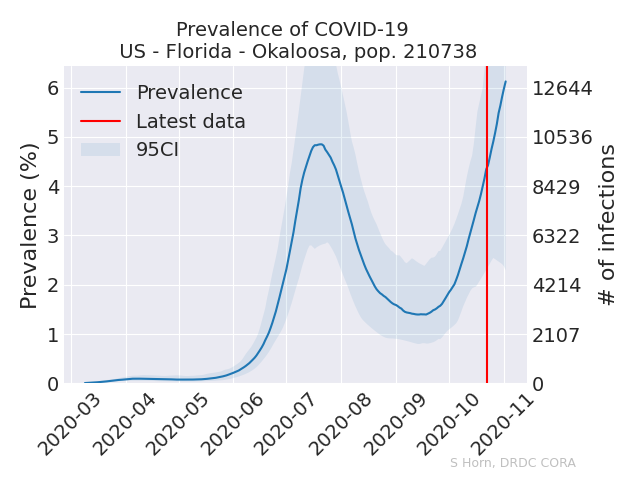 Prevalence of COVID-19
US - Florida - Okaloosa, pop. 210738
Prevalence
Latest data
95CI
Prevalence (%)
6
5
4
3
2
1
0
12644
10536
8429
6322
4214
2107
0
# of infections
2020-03
2020-04
2020-05
2020-06
2020-07
2020-08
2020-09
2020-10
2020-11
S Horn, DRDC CORA